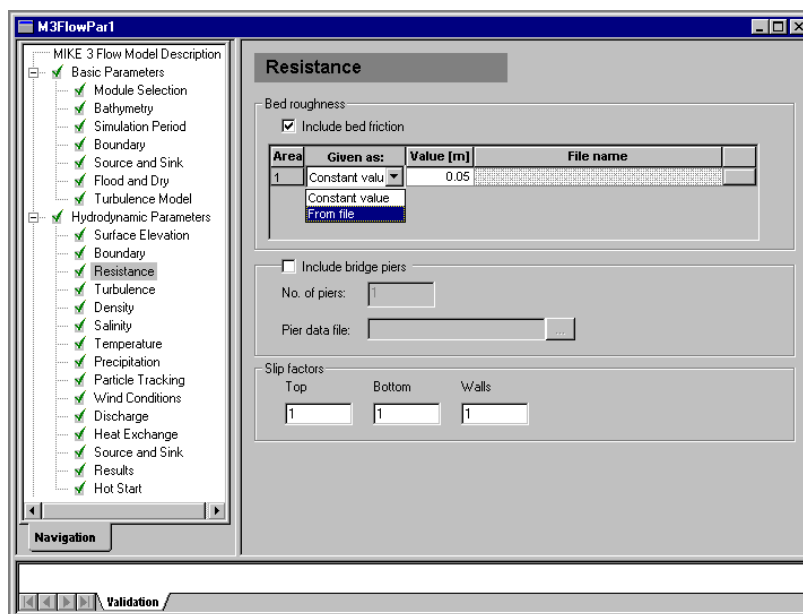 M3FlowPar1
MIKE 3 Flow Model Description
Basic Parameters
Module Selection
Bathymetry
Simulation Period
Boundary
Source and Sink
Flood and Dry
Turbulence Model
Hydrodynamic Parameters
Surface Elevation
Boundary
Resistance
Turbulence
Density
Salinity
Temperature
Precipitation
Particle Tracking
Wind Conditions
Discharge
Heat Exchange
Source and Sink
Results
Hot Start
Navigation
Resistance
Bed roughness
Include bed friction
Area Given as: Value [m] File name
1 Constant valu 0.05
Constant value
From file
Include bridge piers
No. of piers: 1
Pier data file: ...
Slip factors
Top Bottom Walls
1 1 1
Validation